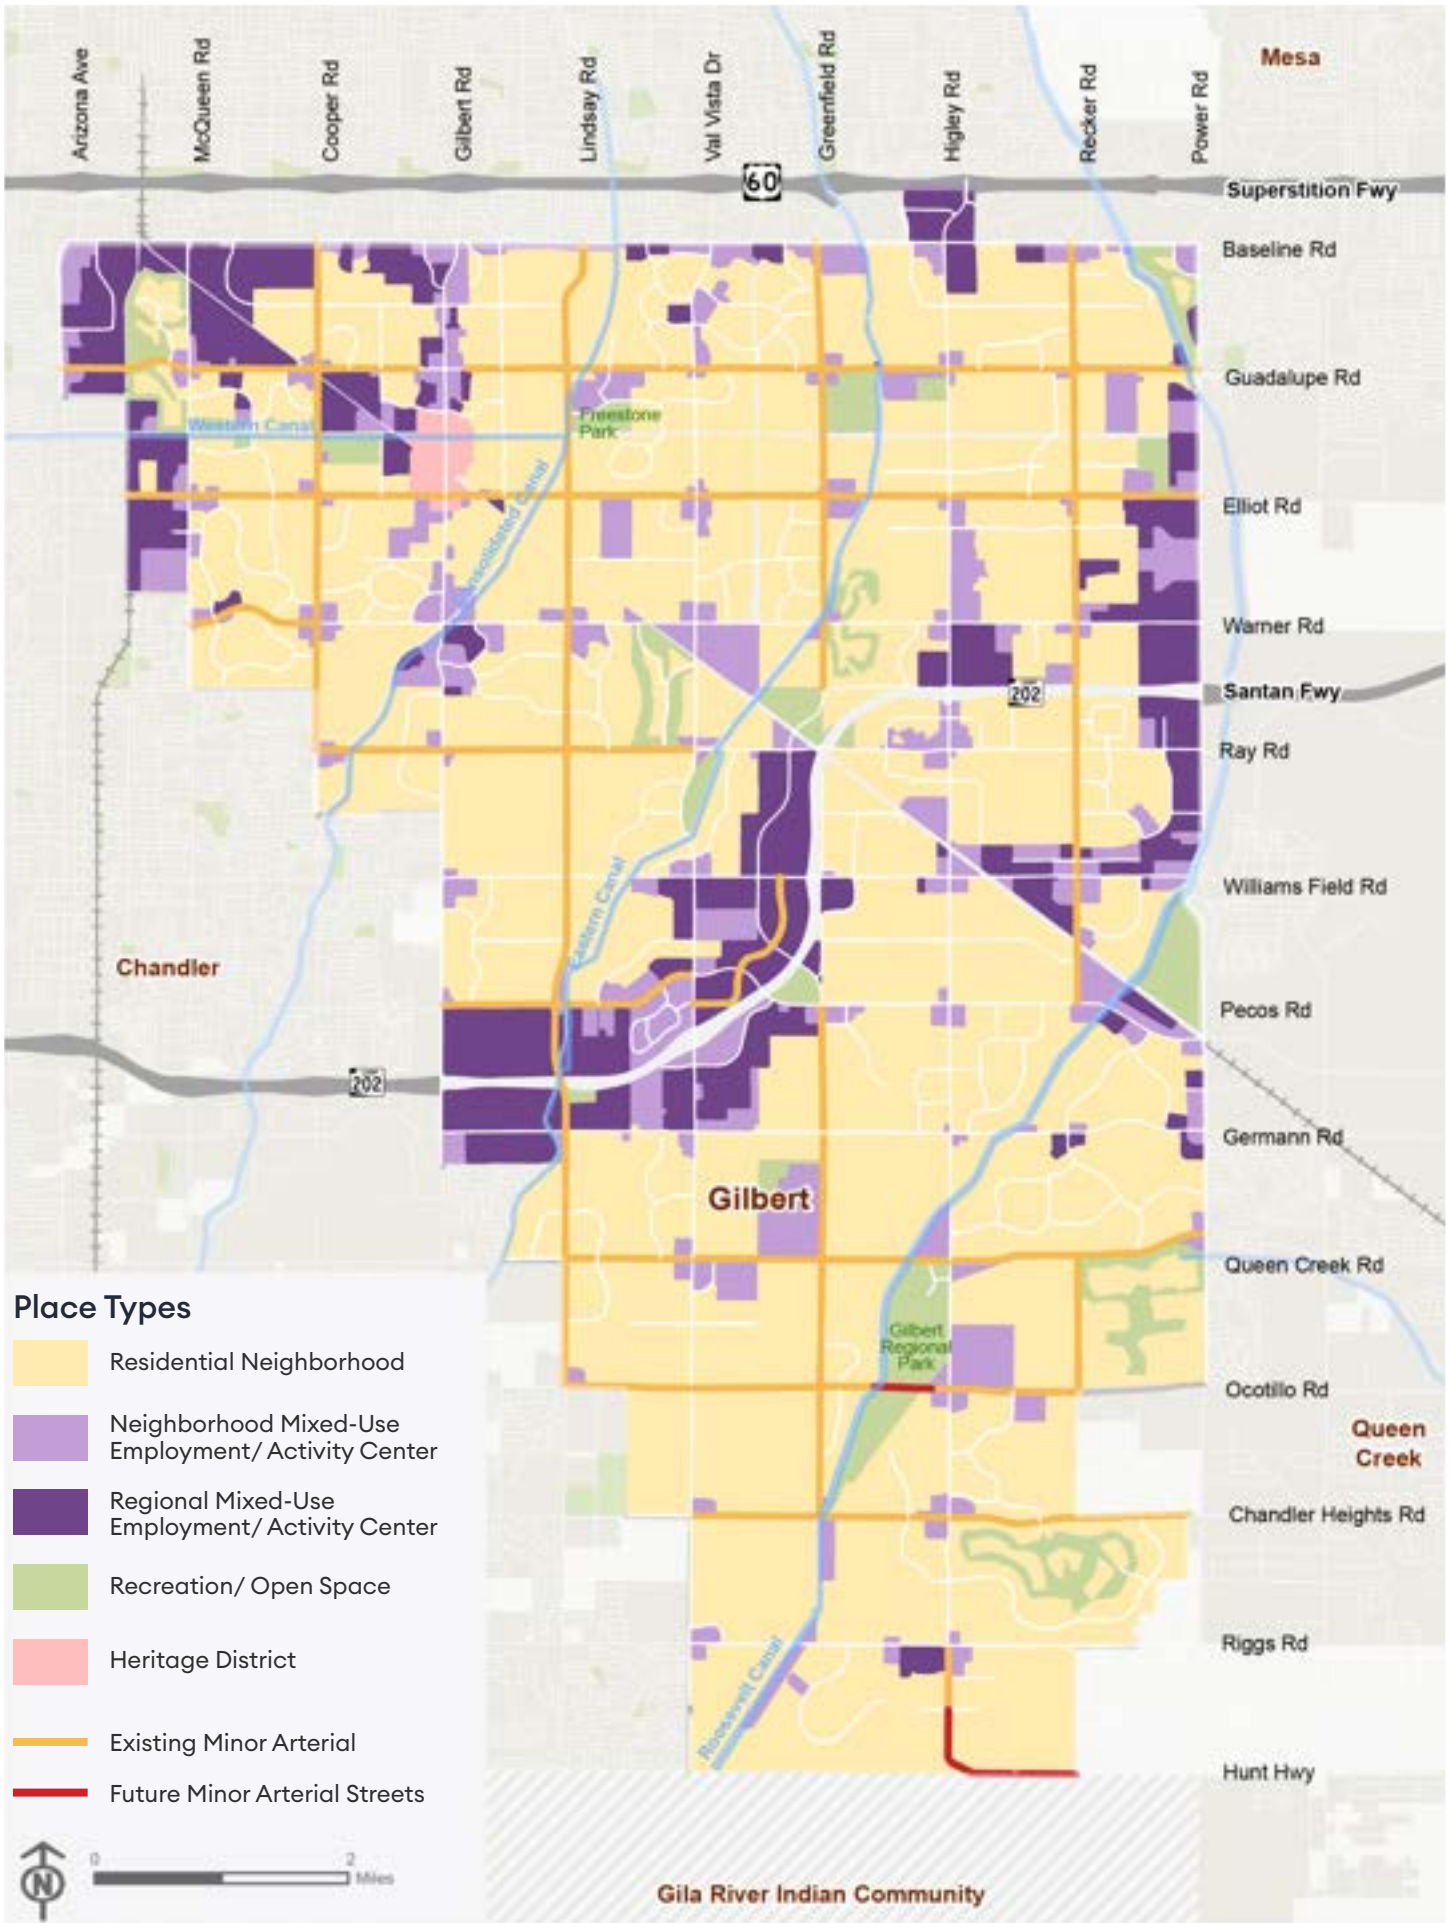 Arizona Ave
McQueen Rd
Cooper Rd
Gilbert Rd
Lindsay Rd
Val Vista Dr
Greenfield Rd
Higley Rd
Recker Rd
Power Rd
Mesa
60
Superstition Fwy
Baseline Rd
Guadalupe Rd
Freestone
Park
Western Canal
Consolidated Canal
Elliot Rd
Warner Rd
202
Santan Fwy
Ray Rd
Eastern Canal
Williams Field Rd
Chandler
Pecos Rd
202
Germann Rd
Gilbert
Queen Creek Rd
Gilbert
Regional
Park
Ocotillo Rd
Queen
Creek
Chandler Heights Rd
Riggs Rd
Roosevelt Canal
Hunt Hwy
Gila River Indian Community
Place Types
Residential Neighborhood
Neighborhood Mixed-Use
Employment/ Activity Center
Regional Mixed-Use
Employment/ Activity Center
Recreation/ Open Space
Heritage District
Existing Minor Arterial
Future Minor Arterial Streets
N
0 2
Miles